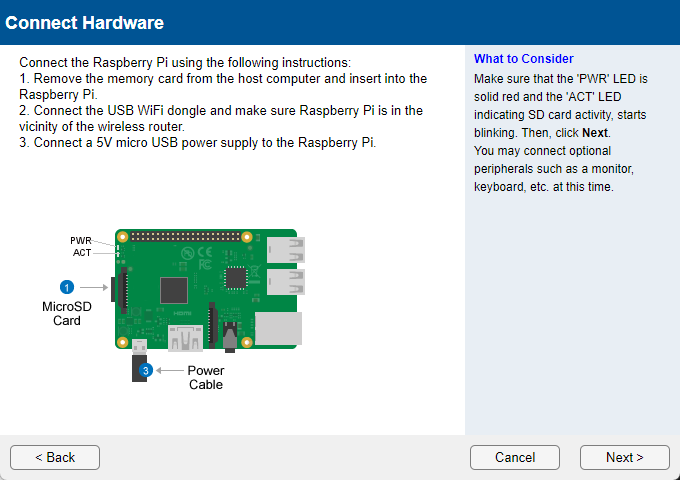 Connect Hardware
Connect the Raspberry Pi using the following instructions:
1. Remove the memory card from the host computer and insert into the
Raspberry Pi.
2. Connect the USB WiFi dongle and make sure Raspberry Pi is in the
vicinity of the wireless router.
3. Connect a 5V micro USB power supply to the Raspberry Pi.
What to Consider
Make sure that the 'PWR' LED is
solid red and the 'ACT' LED
indicating SD card activity, starts
blinking. Then, click Next.
You may connect optional
peripherals such as a monitor,
keyboard, etc. at this time.
PWR
ACT
1
MicroSD
Card
HDMI
3
Power
Cable
< Back
Cancel
Next >